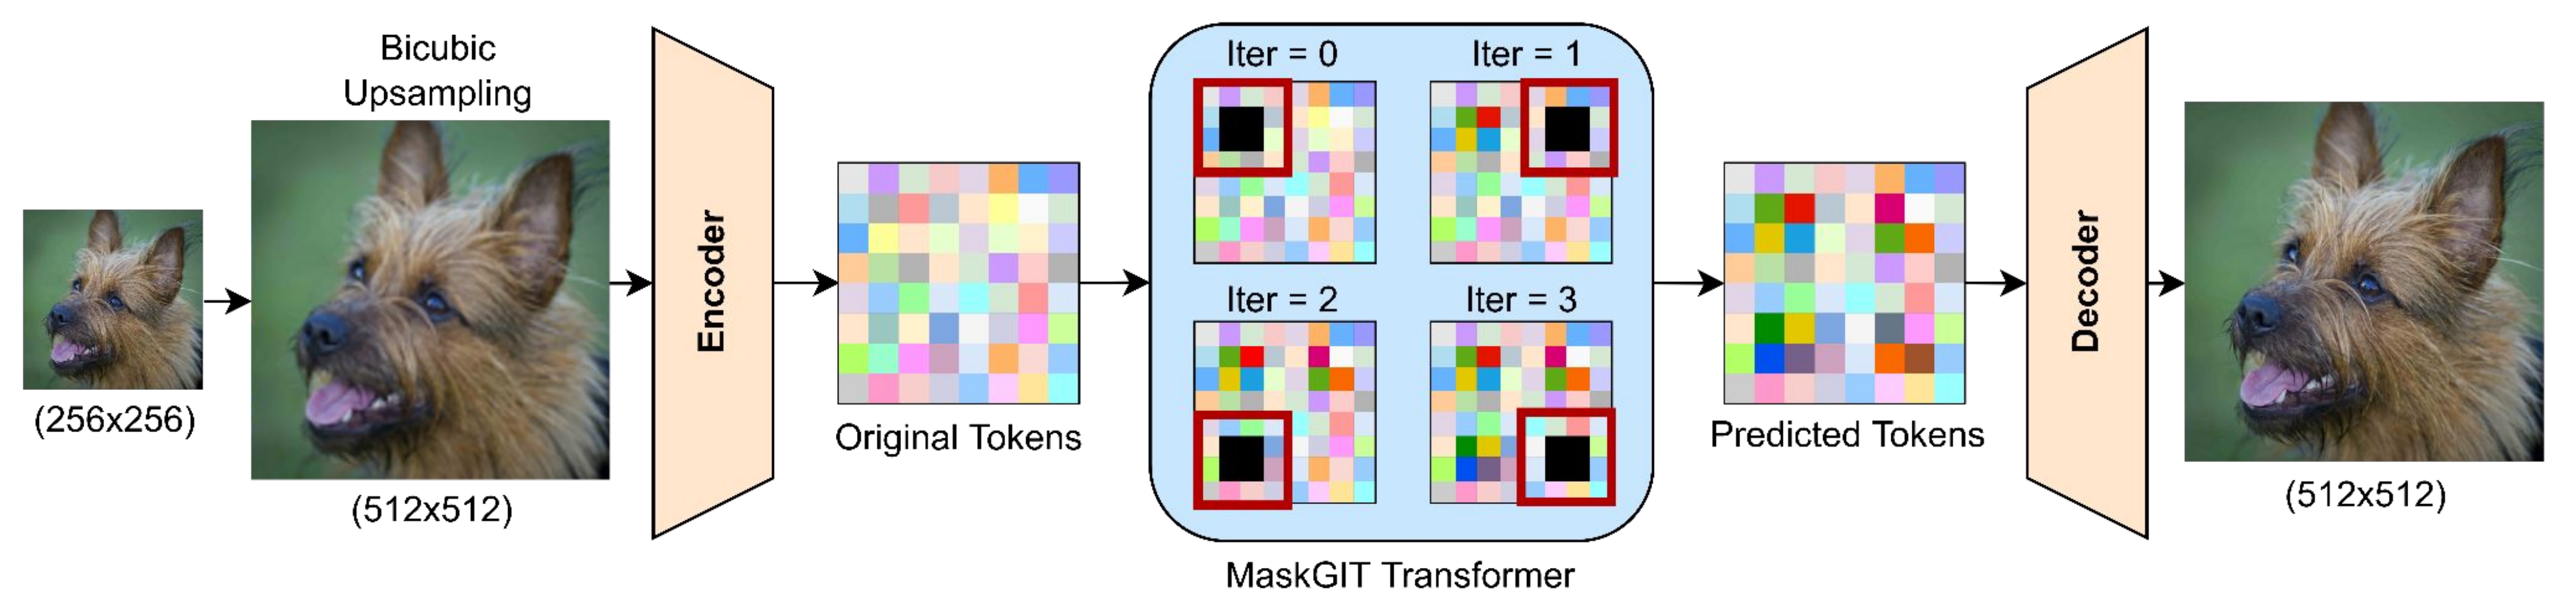 (256x256)
Bicubic
Upsampling
(512x512)
Encoder
Original Tokens
Iter = 0
Iter = 1
Iter = 2
Iter = 3
MaskGIT Transformer
Predicted Tokens
Decoder
(512x512)